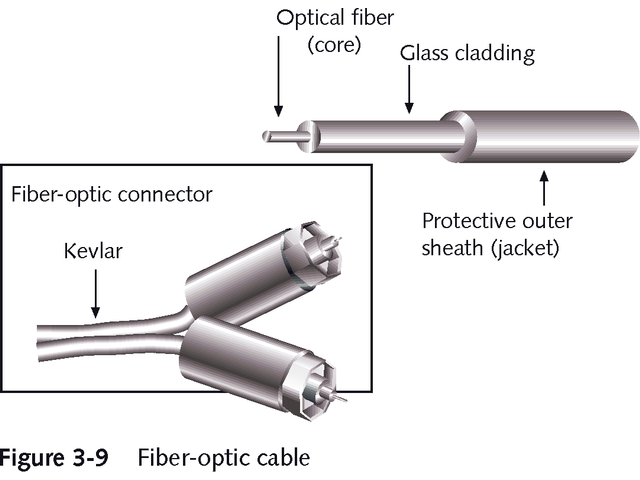 Optical fiber
(core)
Glass cladding
Protective outer
sheath (jacket)
Fiber-optic connector
Kevlar
Figure 3-9 Fiber-optic cable